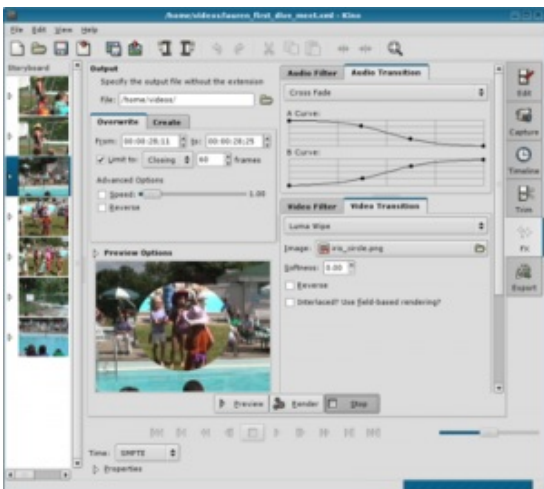 /home/videos/lauren_first_dive_meet.xml - Kino
File Edit View Help
Storyboard
Output
Specify the output file without the extension
File: /home/videos/
Overwrite Create
From: 00:00:28;11 to: 00:00:28;25
Limit to: Closing 60 frames
Advanced Options
Speed: 1.00
Reverse
Preview Options
Audio Filter Audio Transition
Cross Fade
A Curve:
B Curve:
Video Filter Video Transition
Luma Wipe
Image: iris_circle.png
Softness: 0.00
Reverse
Interlaced? Use field-based rendering?
Edit
Capture
Timeline
Trim
FX
Export
Preview Render Stop
Time: SMPTE
Properties